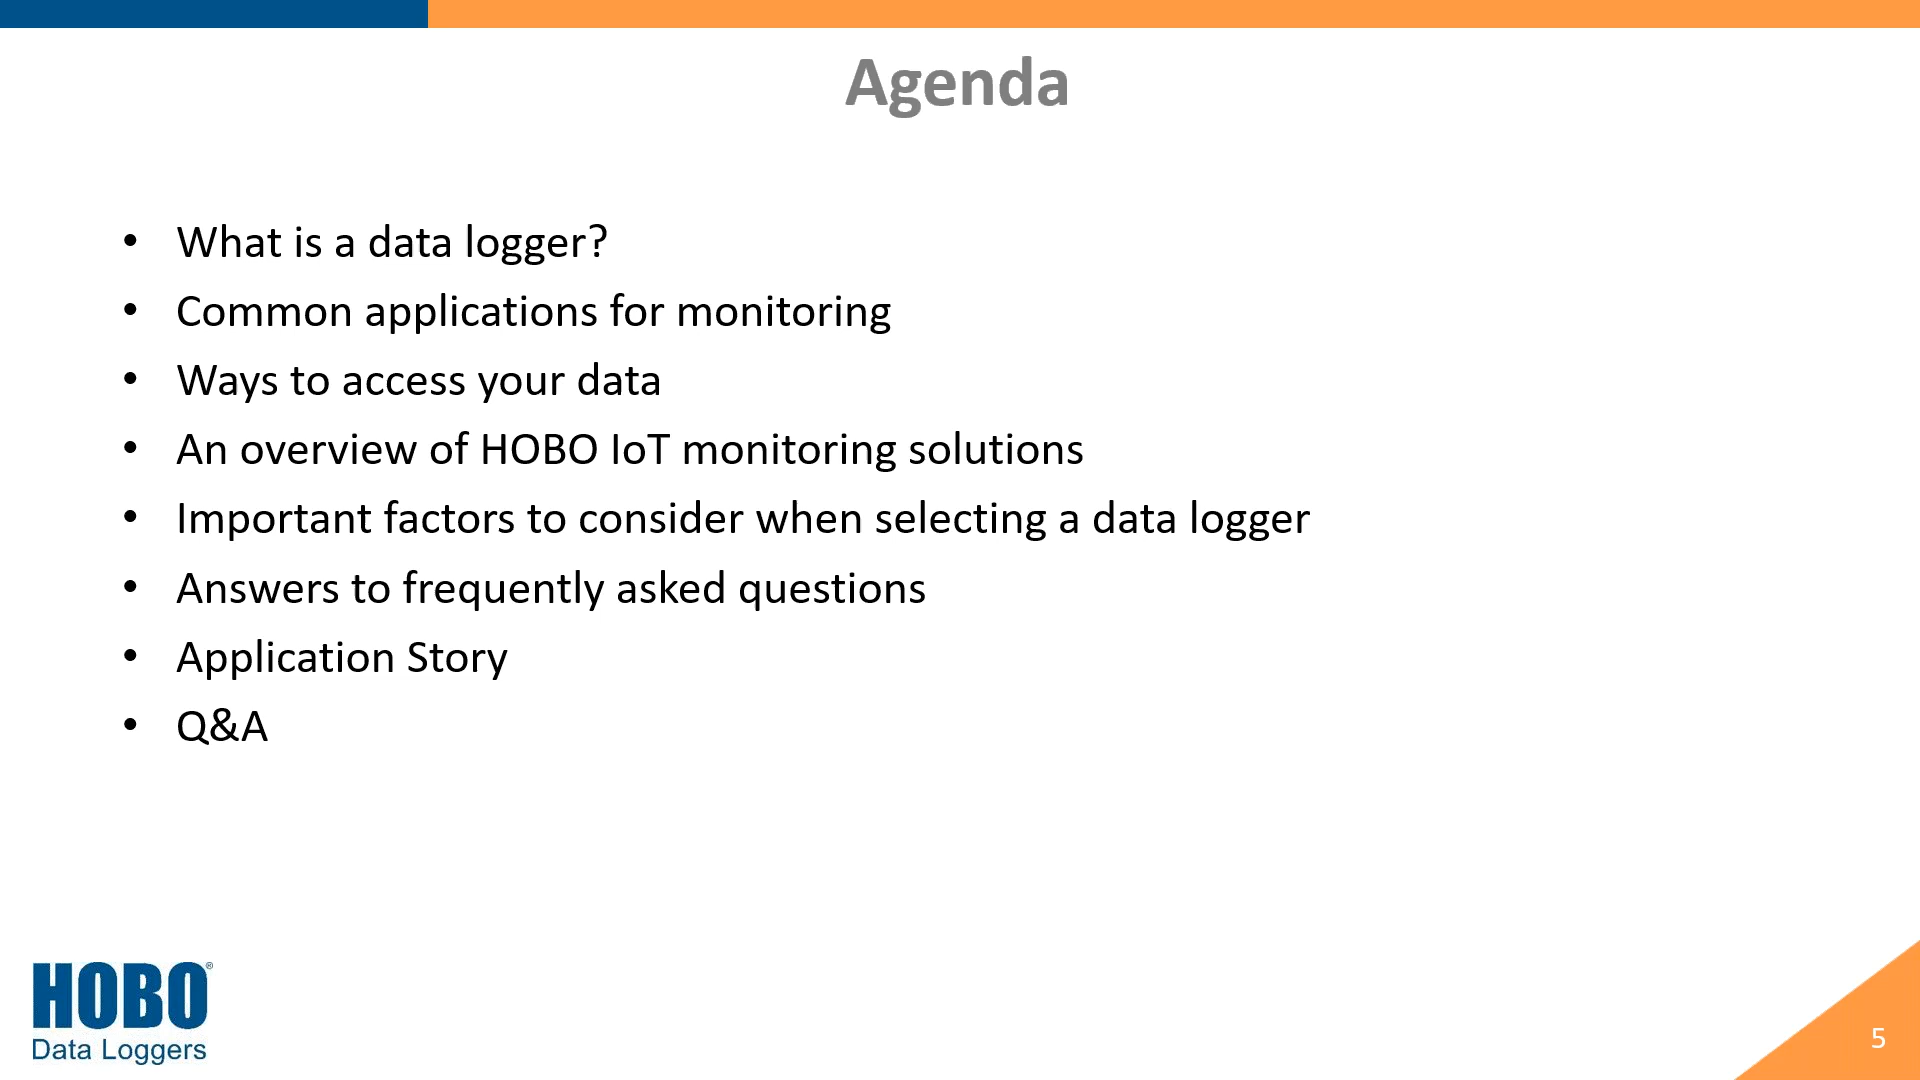 Agenda
• What is a data logger?
• Common applications for monitoring
• Ways to access your data
• An overview of HOBO IoT monitoring solutions
• Important factors to consider when selecting a data logger
• Answers to frequently asked questions
• Application Story
• Q&A
HOBO®
Data Loggers
5